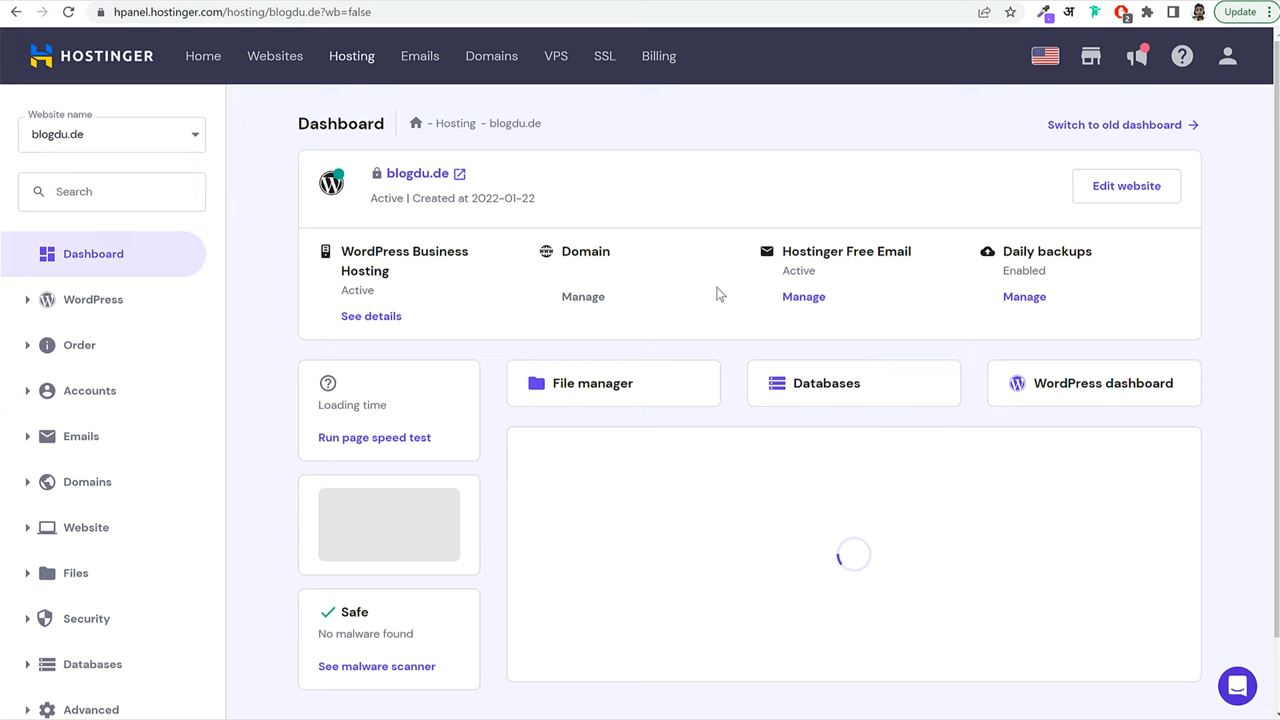 hpanel.hostinger.com/hosting/blogdu.de?wb=false
अ
2
2
Update
HOSTINGER
Home
Websites
Hosting
Emails
Domains
VPS
SSL
Billing
Website name
blogdu.de
Search
Dashboard
WordPress
Order
Accounts
Emails
Domains
Website
Files
Security
Databases
Advanced
Dashboard
- Hosting - blogdu.de
Switch to old dashboard
blogdu.de
Active | Created at 2022-01-22
Edit website
WordPress Business
Hosting
Active
See details
Domain
Manage
Hostinger Free Email
Active
Manage
Daily backups
Enabled
Manage
Loading time
Run page speed test
File manager
Databases
WordPress dashboard
Safe
No malware found
See malware scanner